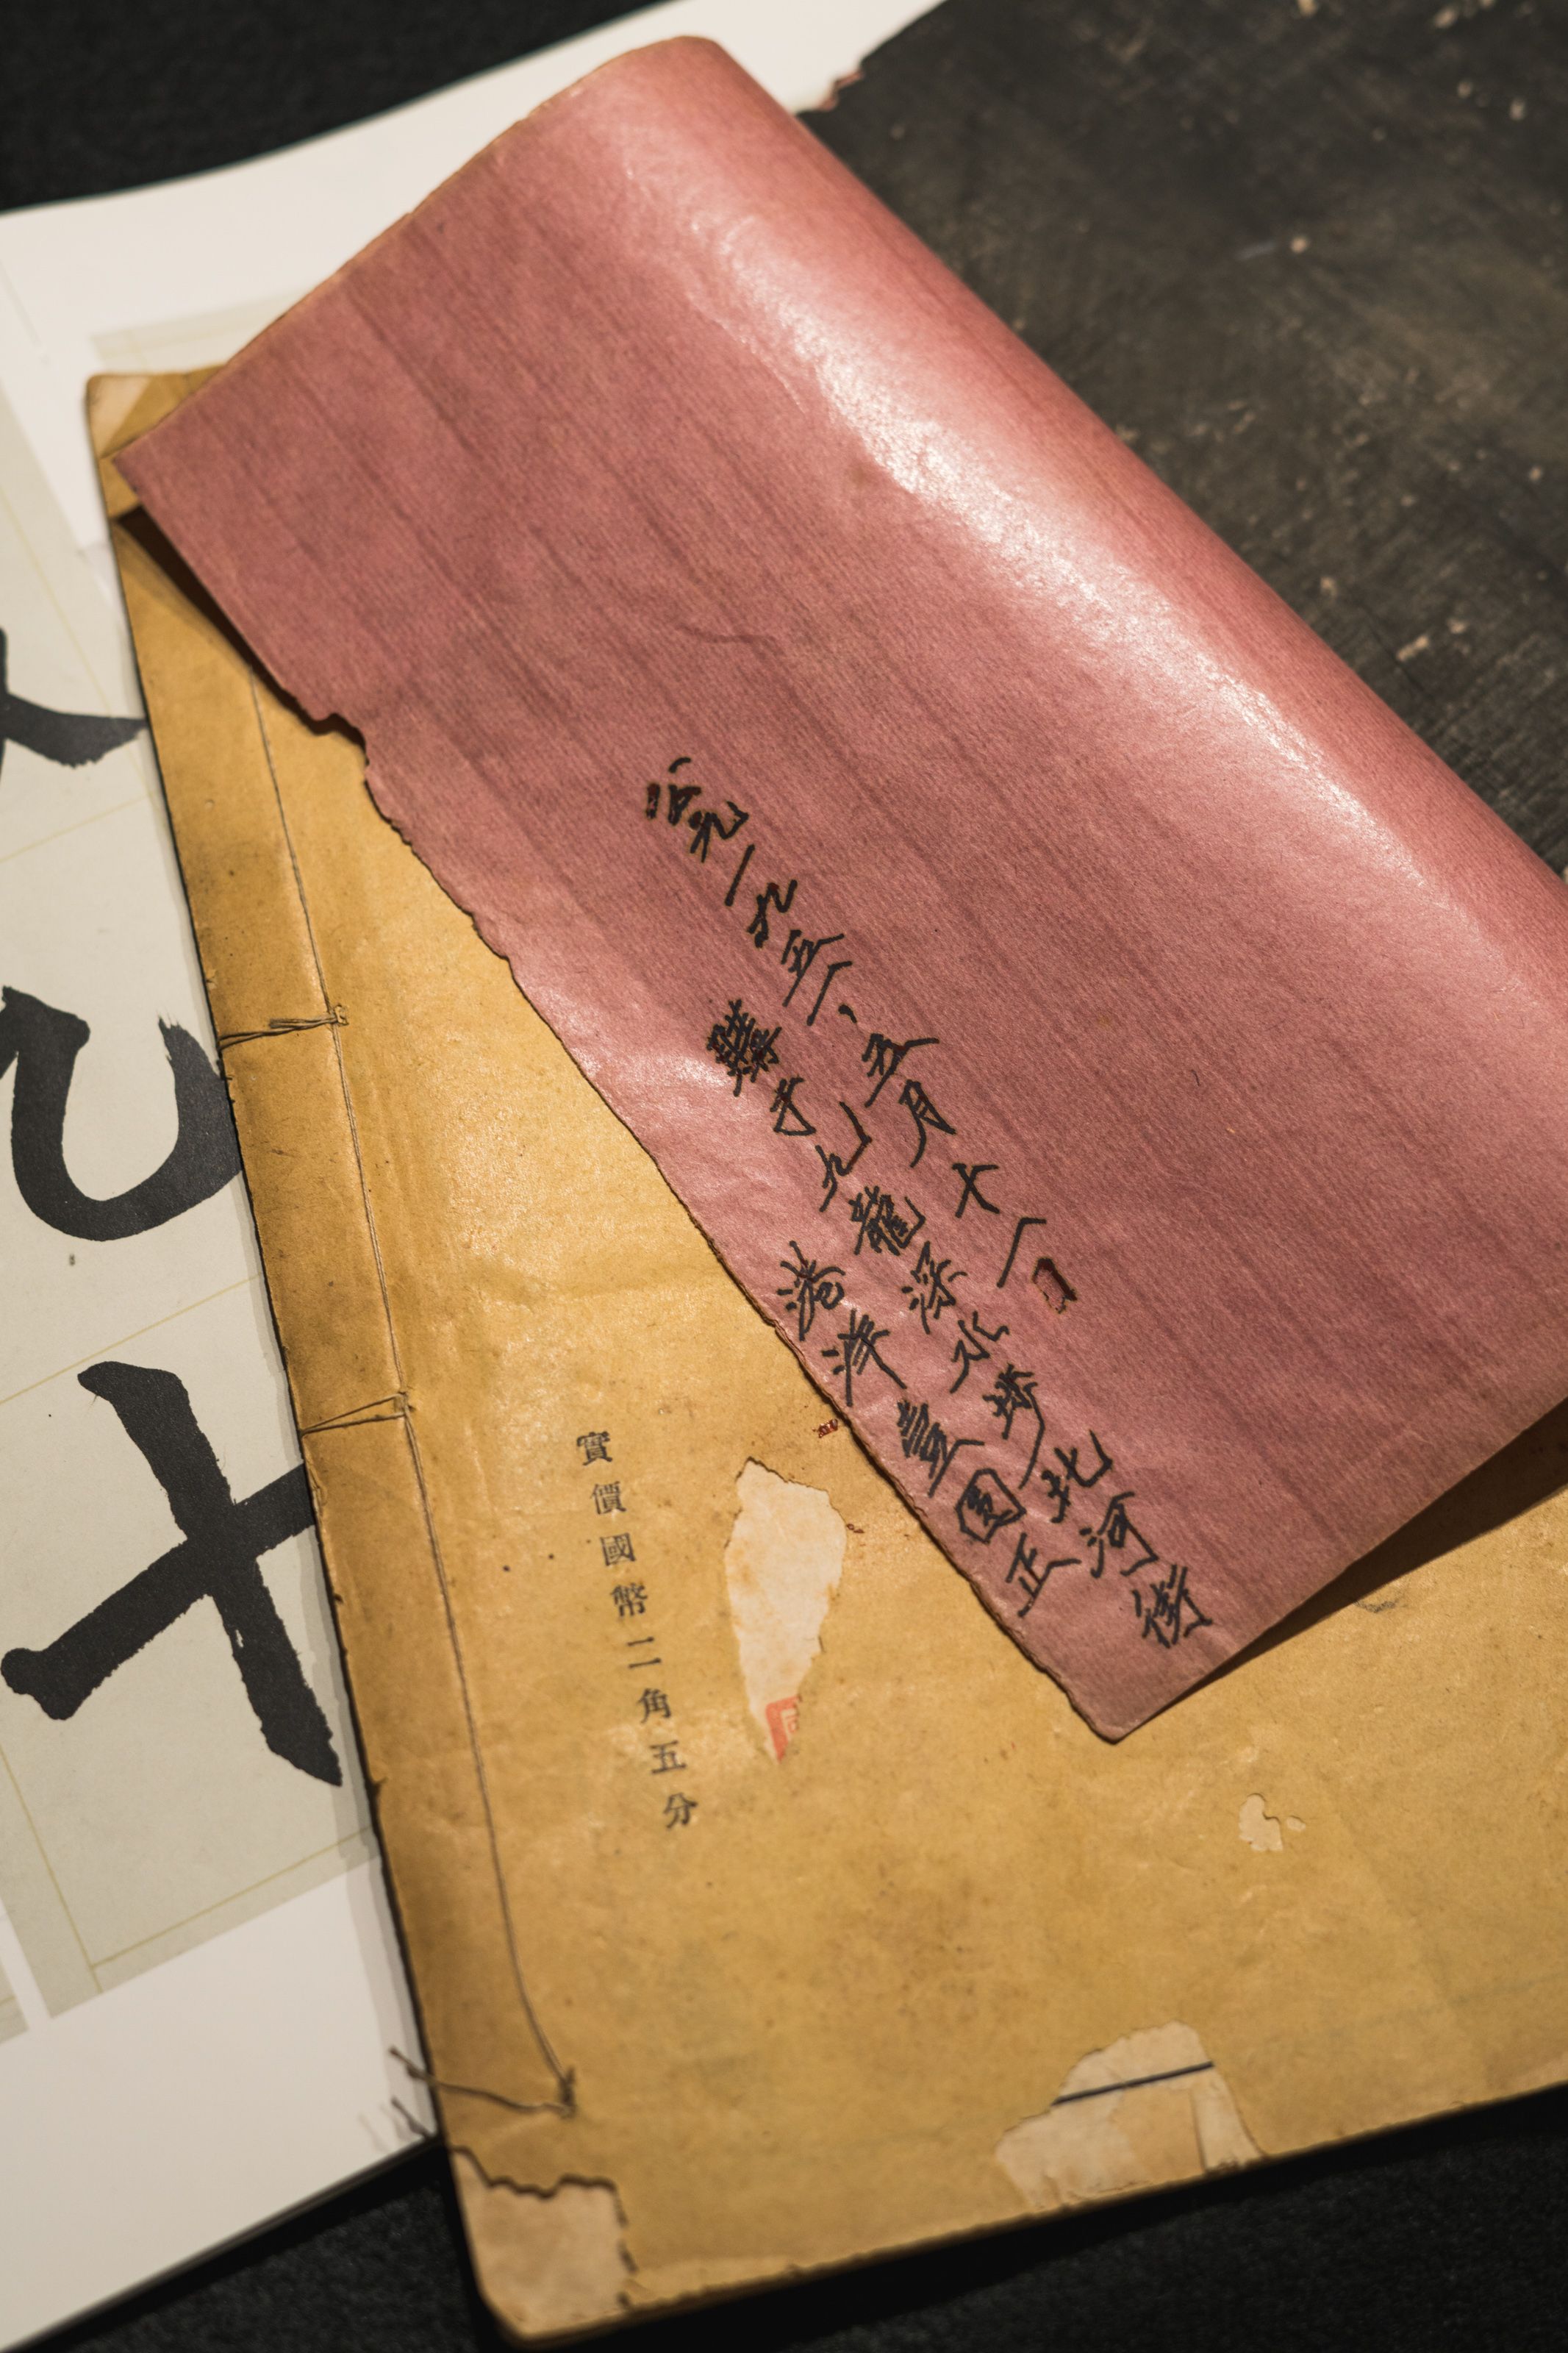 公元一九五八、五月十八日
購于九龍深水埗北河街
港洋壹圓正
實價國幣二角五分